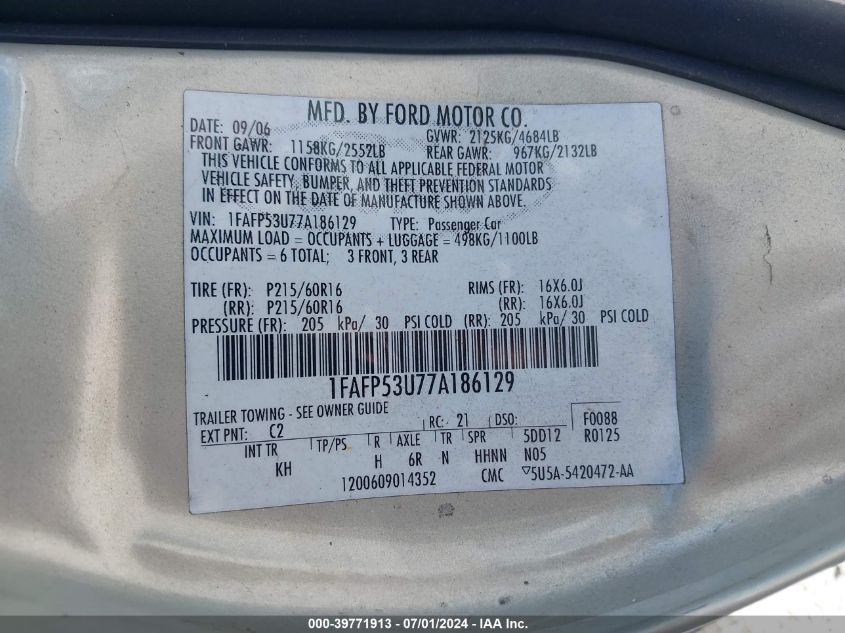 MFD. BY FORD MOTOR CO.
DATE: 09/06 GVWR: 2125KG/4684LB
FRONT GAWR: 1158KG/2552LB REAR GAWR: 967KG/2132LB
THIS VEHICLE CONFORMS TO ALL APPLICABLE FEDERAL MOTOR
VEHICLE SAFETY, BUMPER, AND THEFT PREVENTION STANDARDS
IN EFFECT ON THE DATE OF MANUFACTURE SHOWN ABOVE.
VIN: 1FAFP53U77A186129 TYPE: Passenger Car
MAXIMUM LOAD = OCCUPANTS + LUGGAGE = 498KG/1100LB
OCCUPANTS = 6 TOTAL; 3 FRONT, 3 REAR
TIRE (FR): P215/60R16 RIMS (FR): 16X6.0J
(RR): P215/60R16 (RR): 16X6.0J
PRESSURE (FR): 205 kPa/ 30 PSI COLD (RR): 205 kPa/ 30 PSI COLD
1FAFP53U77A186129
TRAILER TOWING - SEE OWNER GUIDE
EXT PNT: C2 RC: 21 DSO: F0088
INT TR TP/PS R AXLE TR SPR 5DD12 R0125
KH H 6R N HHNN N05
1200609014352 CMC ▽5U5A-5420472-AA
000-39771913 - 07/01/2024 - IAAI.com.